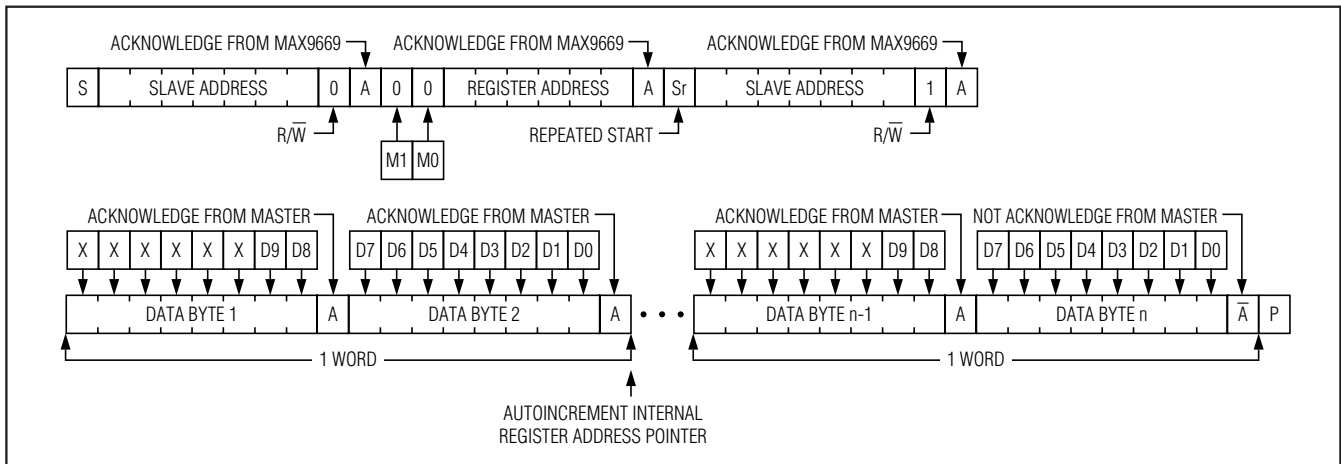 ACKNOWLEDGE FROM MAX9669 ACKNOWLEDGE FROM MAX9669 ACKNOWLEDGE FROM MAX9669
S SLAVE ADDRESS 0 A 0 0 REGISTER ADDRESS A Sr SLAVE ADDRESS 1 A
R/W̅ REPEATED START R/W̅
M1 M0
ACKNOWLEDGE FROM MASTER ACKNOWLEDGE FROM MASTER ACKNOWLEDGE FROM MASTER NOT ACKNOWLEDGE FROM MASTER
X X X X X X D9 D8 D7 D6 D5 D4 D3 D2 D1 D0 X X X X X X D9 D8 D7 D6 D5 D4 D3 D2 D1 D0
DATA BYTE 1 A DATA BYTE 2 A • • • DATA BYTE n-1 A DATA BYTE n A̅ P
1 WORD 1 WORD
AUTOINCREMENT INTERNAL
REGISTER ADDRESS POINTER